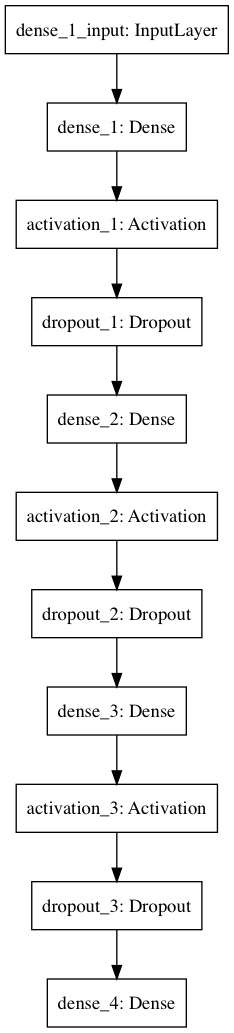 dense_1_input: InputLayer
dense_1: Dense
activation_1: Activation
dropout_1: Dropout
dense_2: Dense
activation_2: Activation
dropout_2: Dropout
dense_3: Dense
activation_3: Activation
dropout_3: Dropout
dense_4: Dense